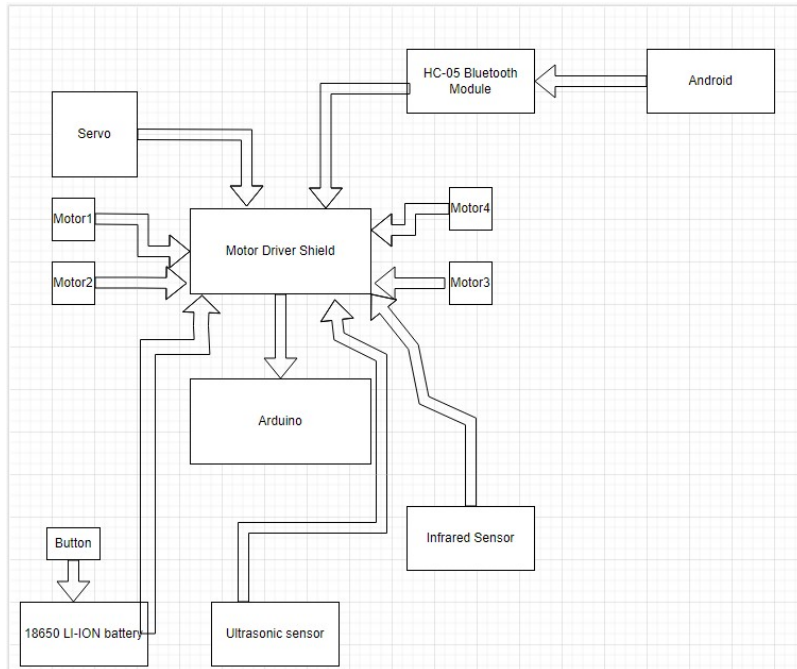 HC-05 Bluetooth
Module
Android
Servo
Motor1
Motor4
Motor Driver Shield
Motor2
Motor3
Arduino
Infrared Sensor
Button
18650 LI-ION battery
Ultrasonic sensor